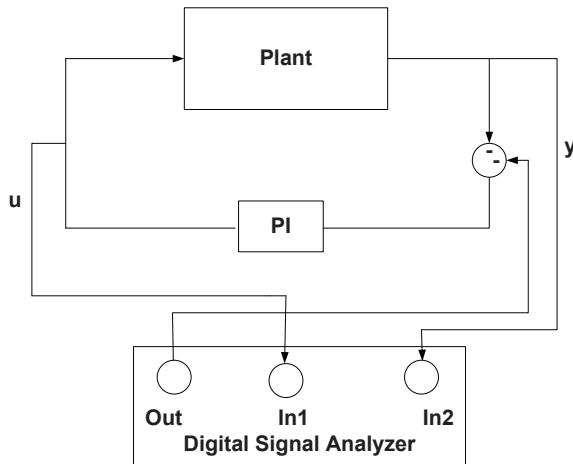 Plant
-
-
y
u
PI
Out In1 In2
Digital Signal Analyzer